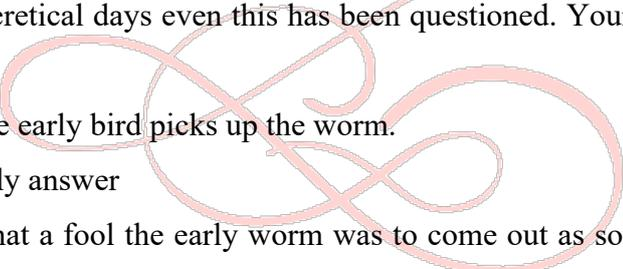 eretical days even this has been questioned. You
e early bird picks up the worm.
ly answer
hat a fool the early worm was to come out as so